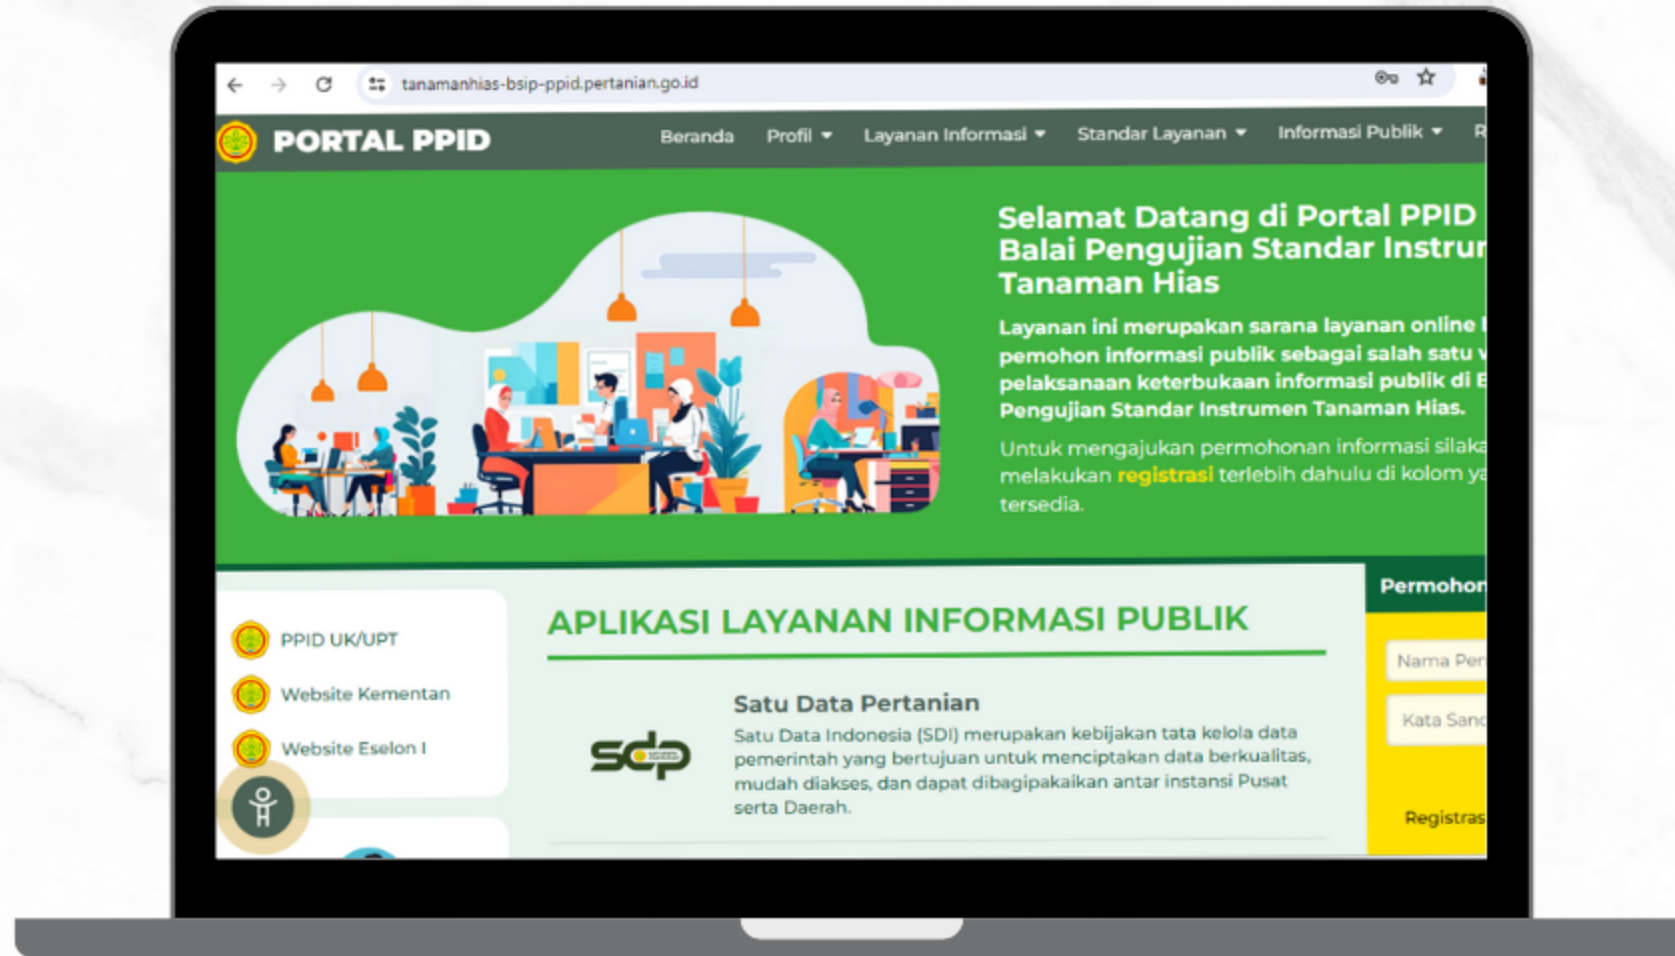 tanamanhias-bsip-ppid.pertanian.go.id
PORTAL PPID
Beranda
Profil
Layanan Informasi
Standar Layanan
Informasi Publik
R
Selamat Datang di Portal PPID
Balai Pengujian Standar Instrum
Tanaman Hias
Layanan ini merupakan sarana layanan online
pemohon informasi publik sebagai salah satu
pelaksanaan keterbukaan informasi publik di
Pengujian Standar Instrumen Tanaman Hias.
Untuk mengajukan permohonan informasi silaka
melakukan registrasi terlebih dahulu di kolom ya
tersedia.
PPID UK/UPT
Website Kementan
Website Eselon I
APLIKASI LAYANAN INFORMASI PUBLIK
sdp
Satu Data Pertanian
Satu Data Indonesia (SDI) merupakan kebijakan tata kelola data
pemerintah yang bertujuan untuk menciptakan data berkualitas,
mudah diakses, dan dapat dibagipakaikan antar instansi Pusat
serta Daerah.
Permohon
Nama Pen
Kata Sand
Registras